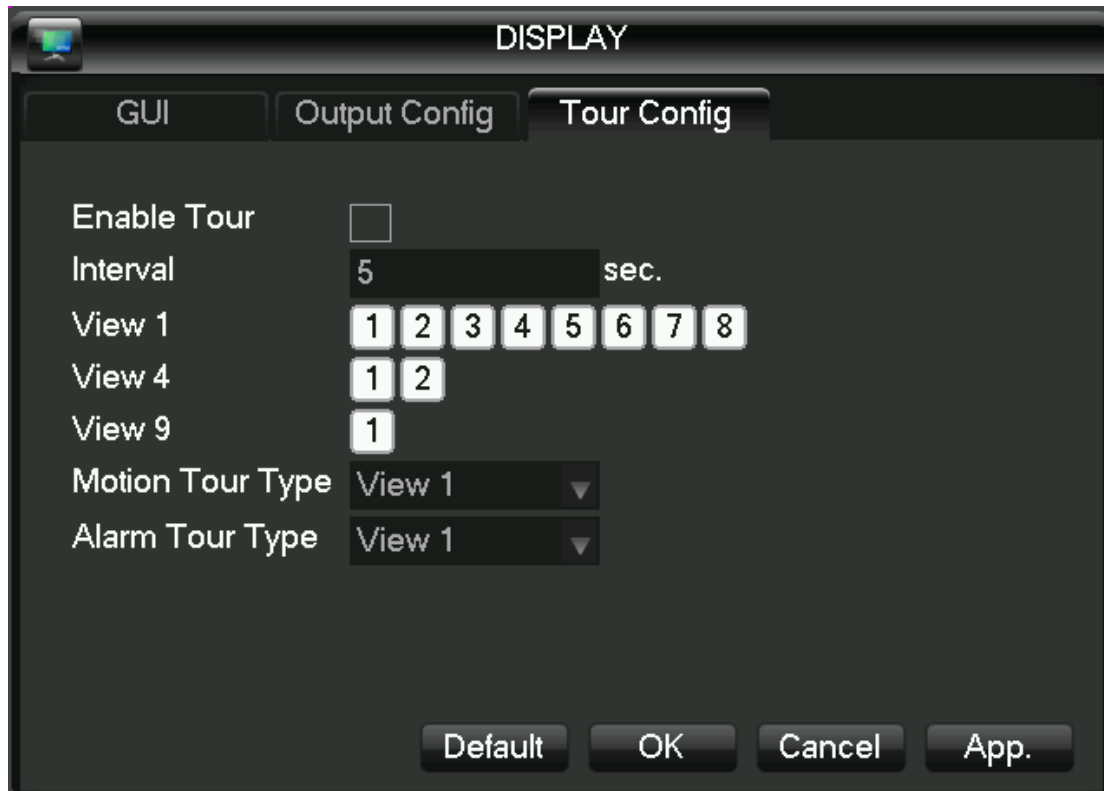 DISPLAY
GUI Output Config Tour Config
Enable Tour
Interval 5 sec.
View 1 1 2 3 4 5 6 7 8
View 4 1 2
View 9 1
Motion Tour Type View 1
Alarm Tour Type View 1
Default OK Cancel App.